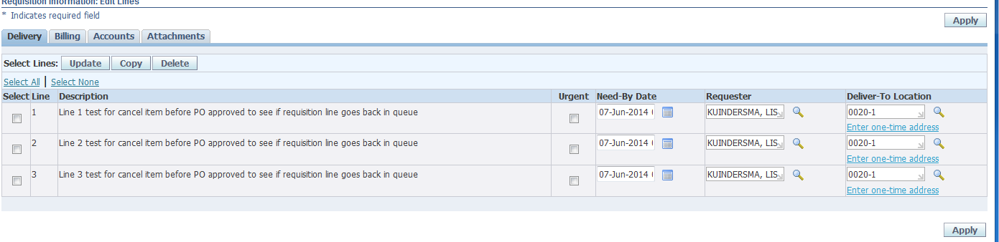 Requisition Information: Edit Lines
* Indicates required field
Apply
Delivery Billing Accounts Attachments
Select Lines: Update Copy Delete
Select All | Select None
Select Line Description Urgent Need-By Date Requester Deliver-To Location
1 Line 1 test for cancel item before PO approved to see if requisition line goes back in queue 07-Jun-2014 KUINDERSMA, LIS 0020-1
Enter one-time address
2 Line 2 test for cancel item before PO approved to see if requisition line goes back in queue 07-Jun-2014 KUINDERSMA, LIS 0020-1
Enter one-time address
3 Line 3 test for cancel item before PO approved to see if requisition line goes back in queue 07-Jun-2014 KUINDERSMA, LIS 0020-1
Enter one-time address
Apply